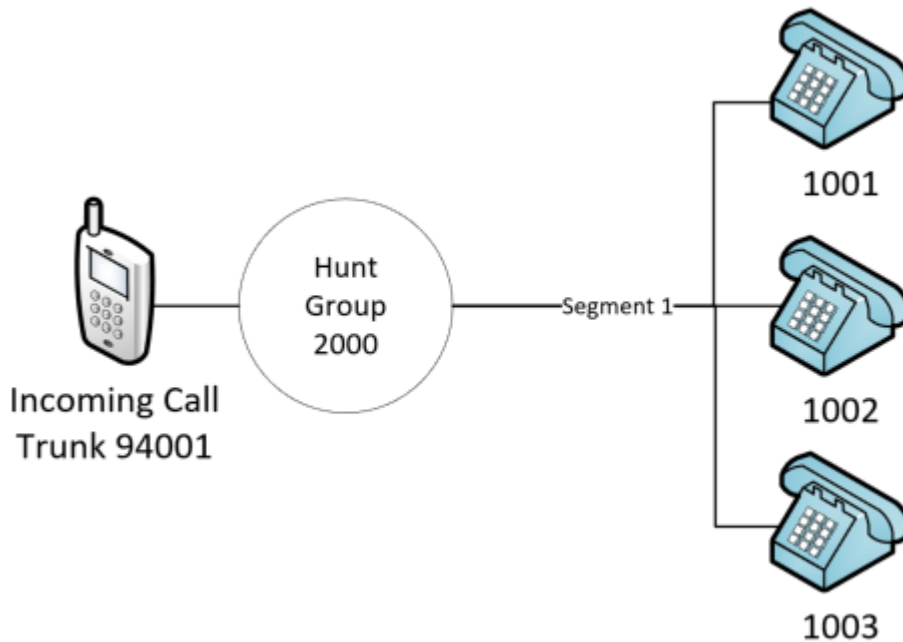 1001
Hunt
Group
2000
Segment 1
1002
Incoming Call
Trunk 94001
1003